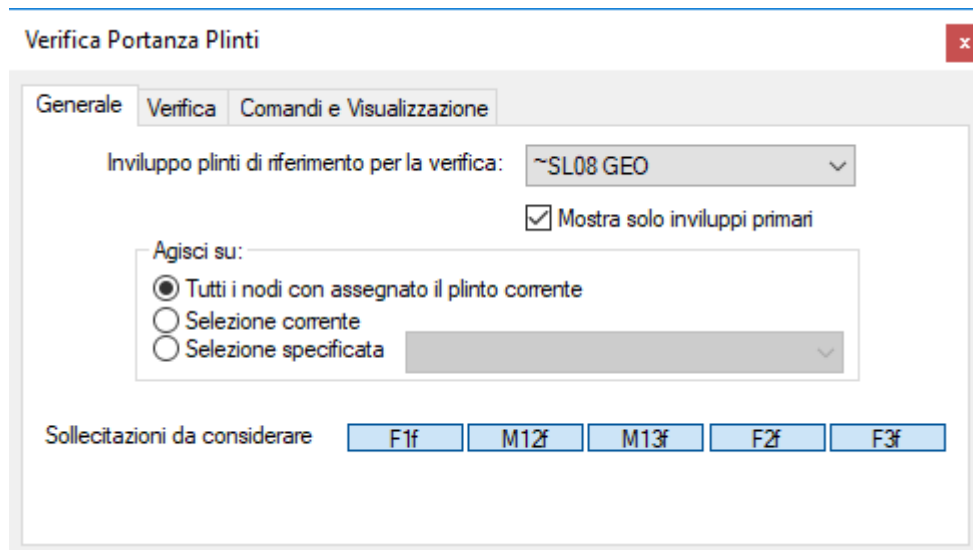 Verifica Portanza Plinti
x
Generale Verifica Comandi e Visualizzazione
Inviluppo plinti di riferimento per la verifica: ~SL08 GEO
Mostra solo inviluppi primari
Agisci su:
Tutti i nodi con assegnato il plinto corrente
Selezione corrente
Selezione specificata
Sollecitazioni da considerare F1f M12f M13f F2f F3f